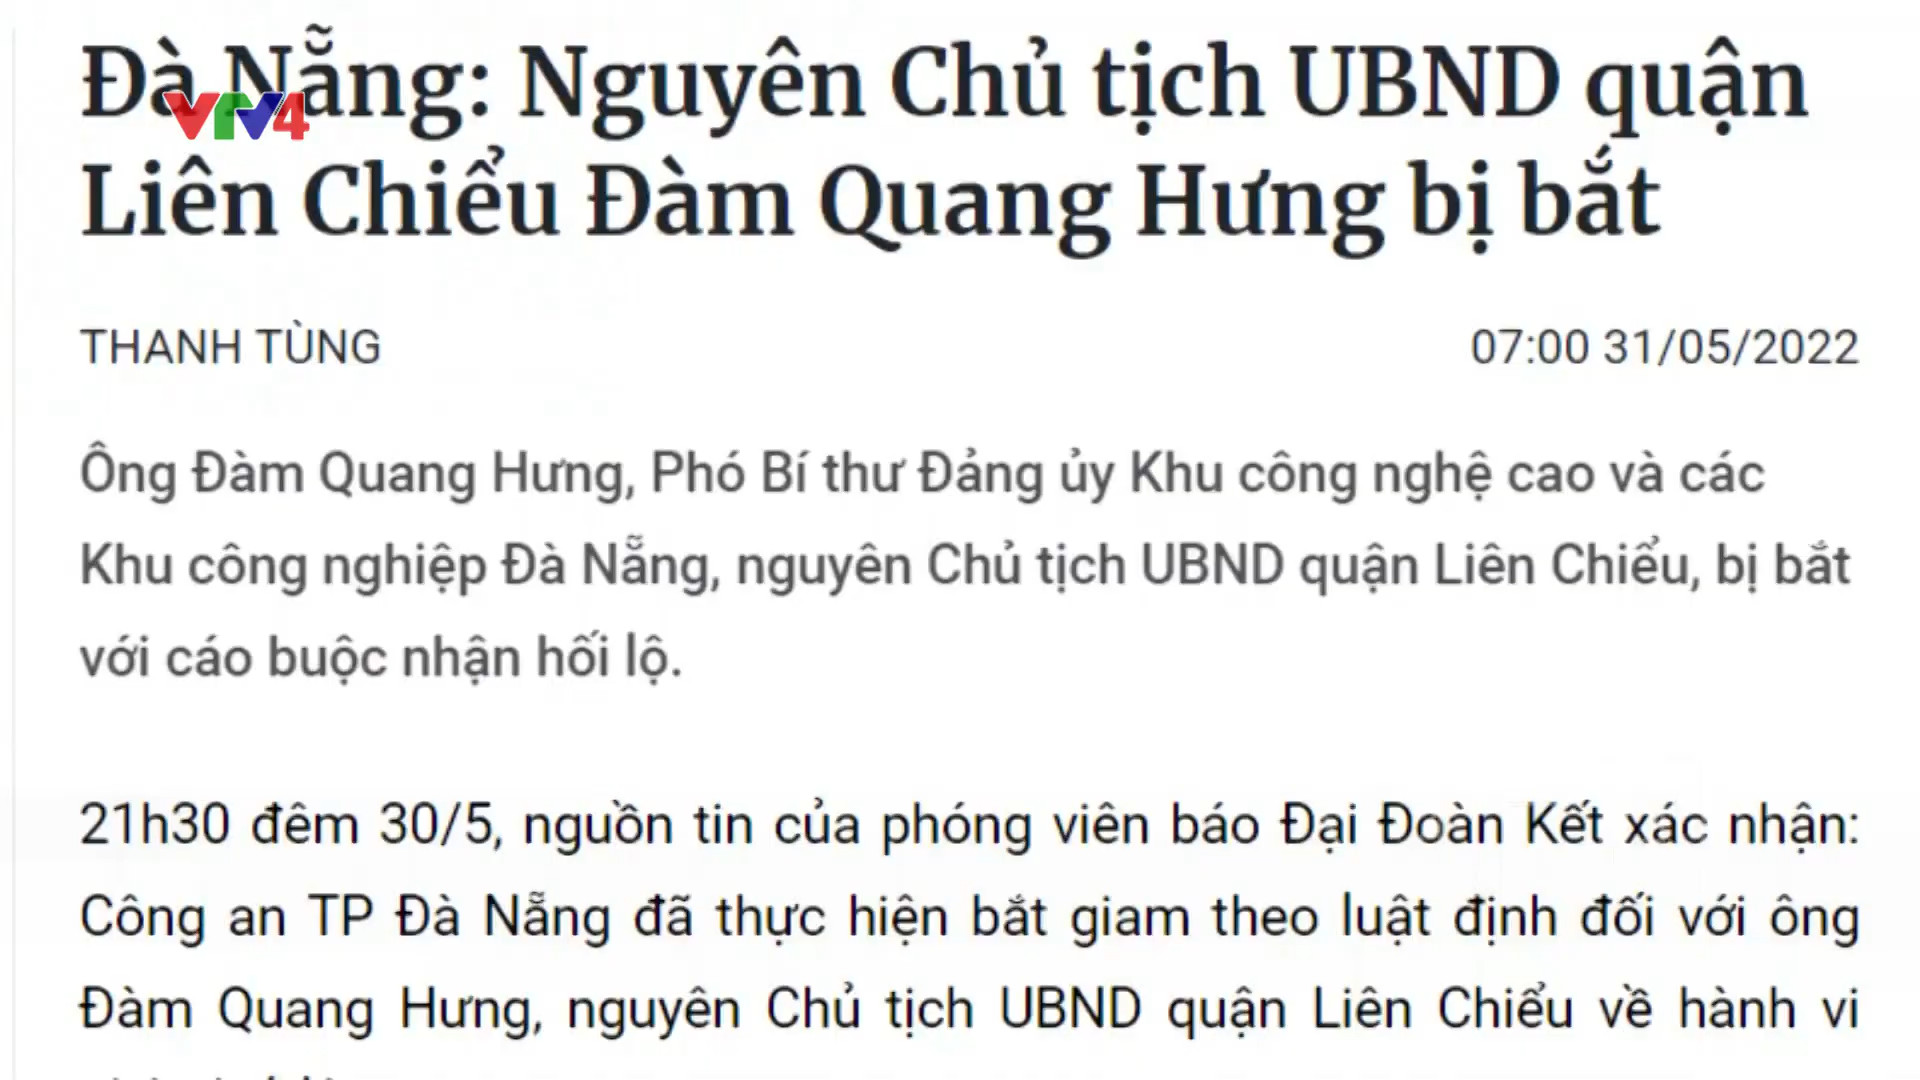 Đà Nẵng: Nguyên Chủ tịch UBND quận
VTV4
Liên Chiểu Đàm Quang Hưng bị bắt
THANH TÙNG 07:00 31/05/2022
Ông Đàm Quang Hưng, Phó Bí thư Đảng ủy Khu công nghệ cao và các
Khu công nghiệp Đà Nẵng, nguyên Chủ tịch UBND quận Liên Chiểu, bị bắt
với cáo buộc nhận hối lộ.
21h30 đêm 30/5, nguồn tin của phóng viên báo Đại Đoàn Kết xác nhận:
Công an TP Đà Nẵng đã thực hiện bắt giam theo luật định đối với ông
Đàm Quang Hưng, nguyên Chủ tịch UBND quận Liên Chiểu về hành vi